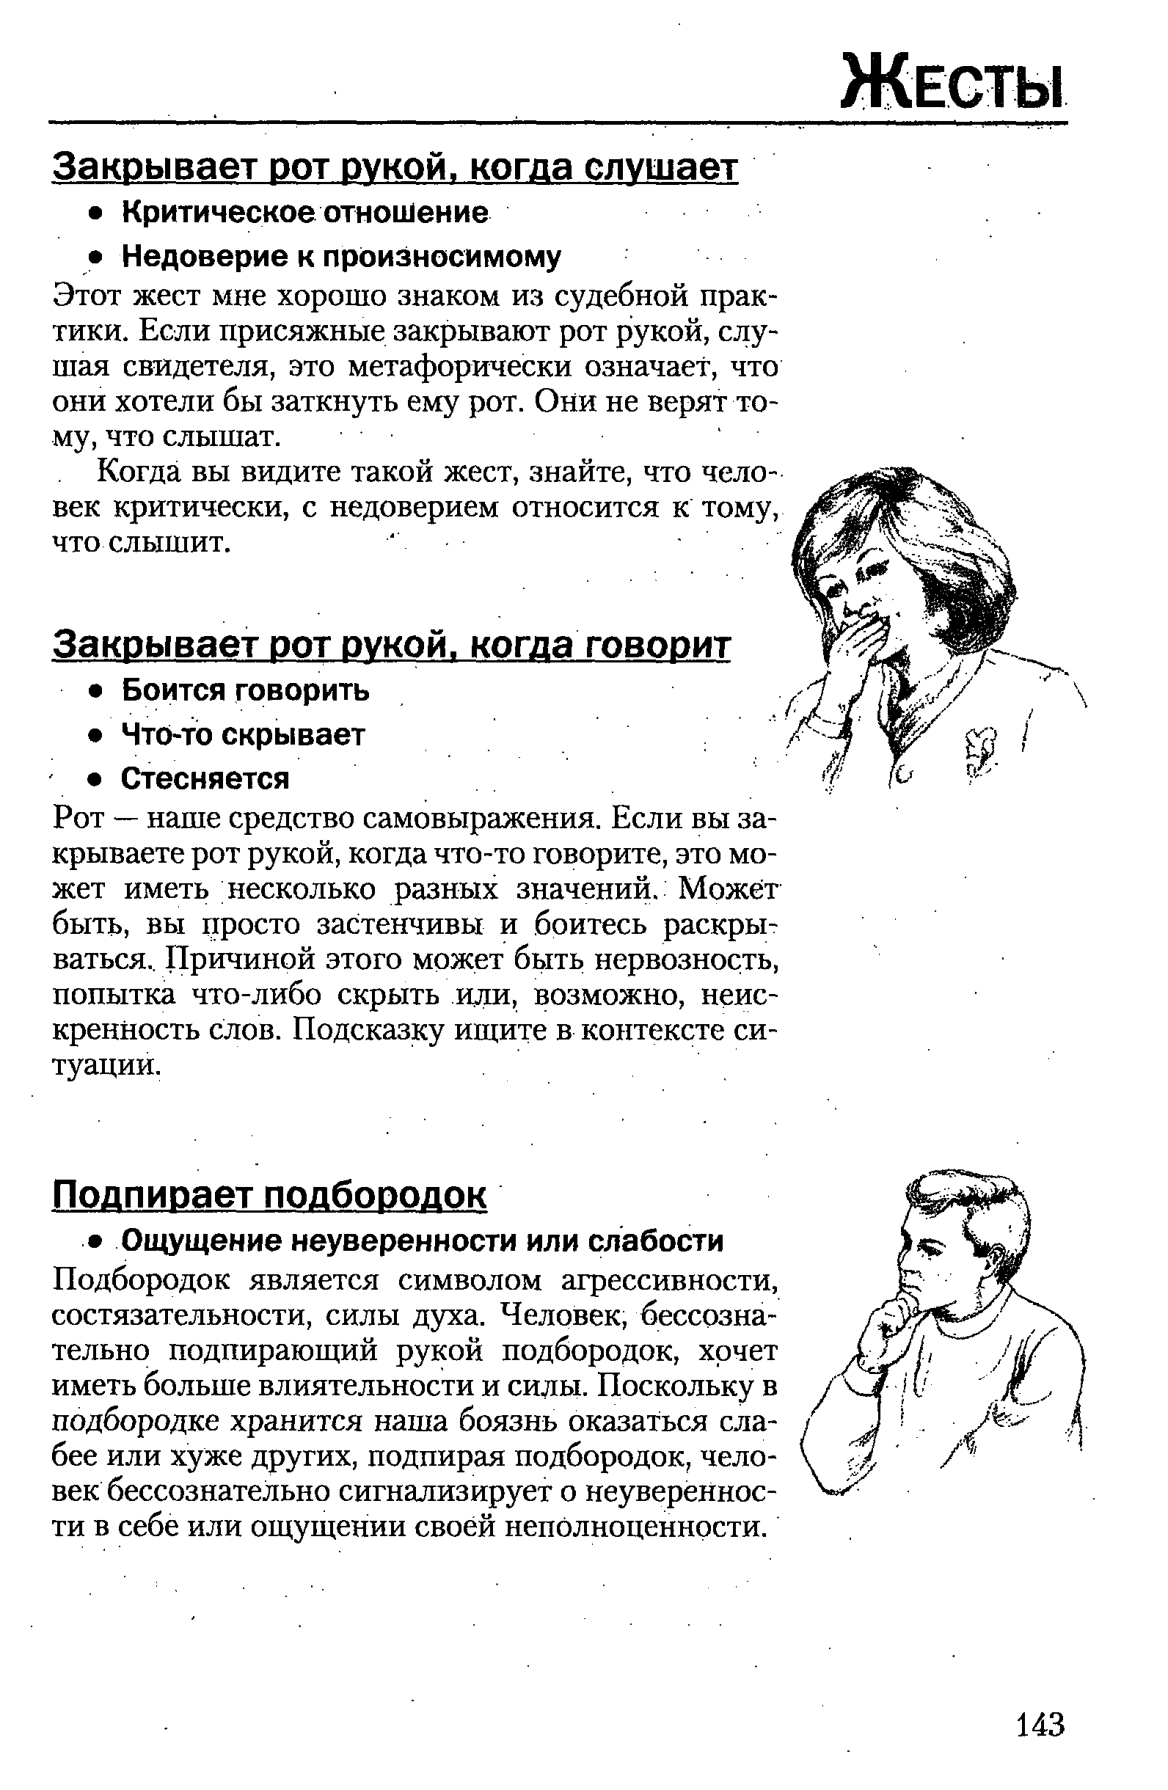 Жесты
Закрывает рот рукой, когда слушает
• Критическое отношение
• Недоверие к произносимому
Этот жест мне хорошо знаком из судебной прак-
тики. Если присяжные закрывают рот рукой, слу-
шая свидетеля, это метафорически означает, что
они хотели бы заткнуть ему рот. Они не верят то-
му, что слышат.
Когда вы видите такой жест, знайте, что чело-
век критически, с недоверием относится к тому,
что слышит.
Закрывает рот рукой, когда говорит
• Боится говорить
• Что-то скрывает
• Стесняется
Рот — наше средство самовыражения. Если вы за-
крываете рот рукой, когда что-то говорите, это мо-
жет иметь несколько разных значений. Может
быть, вы просто застенчивы и боитесь раскры-
ваться. Причиной этого может быть нервозность,
попытка что-либо скрыть или, возможно, неис-
кренность слов. Подсказку ищите в контексте си-
туации.
Подпирает подбородок
• Ощущение неуверенности или слабости
Подбородок является символом агрессивности,
состязательности, силы духа. Человек, бессозна-
тельно подпирающий рукой подбородок, хочет
иметь больше влиятельности и силы. Поскольку в
подбородке хранится наша боязнь оказаться сла-
бее или хуже других, подпирая подбородок, чело-
век бессознательно сигнализирует о неувереннос-
ти в себе или ощущении своей неполноценности.
143